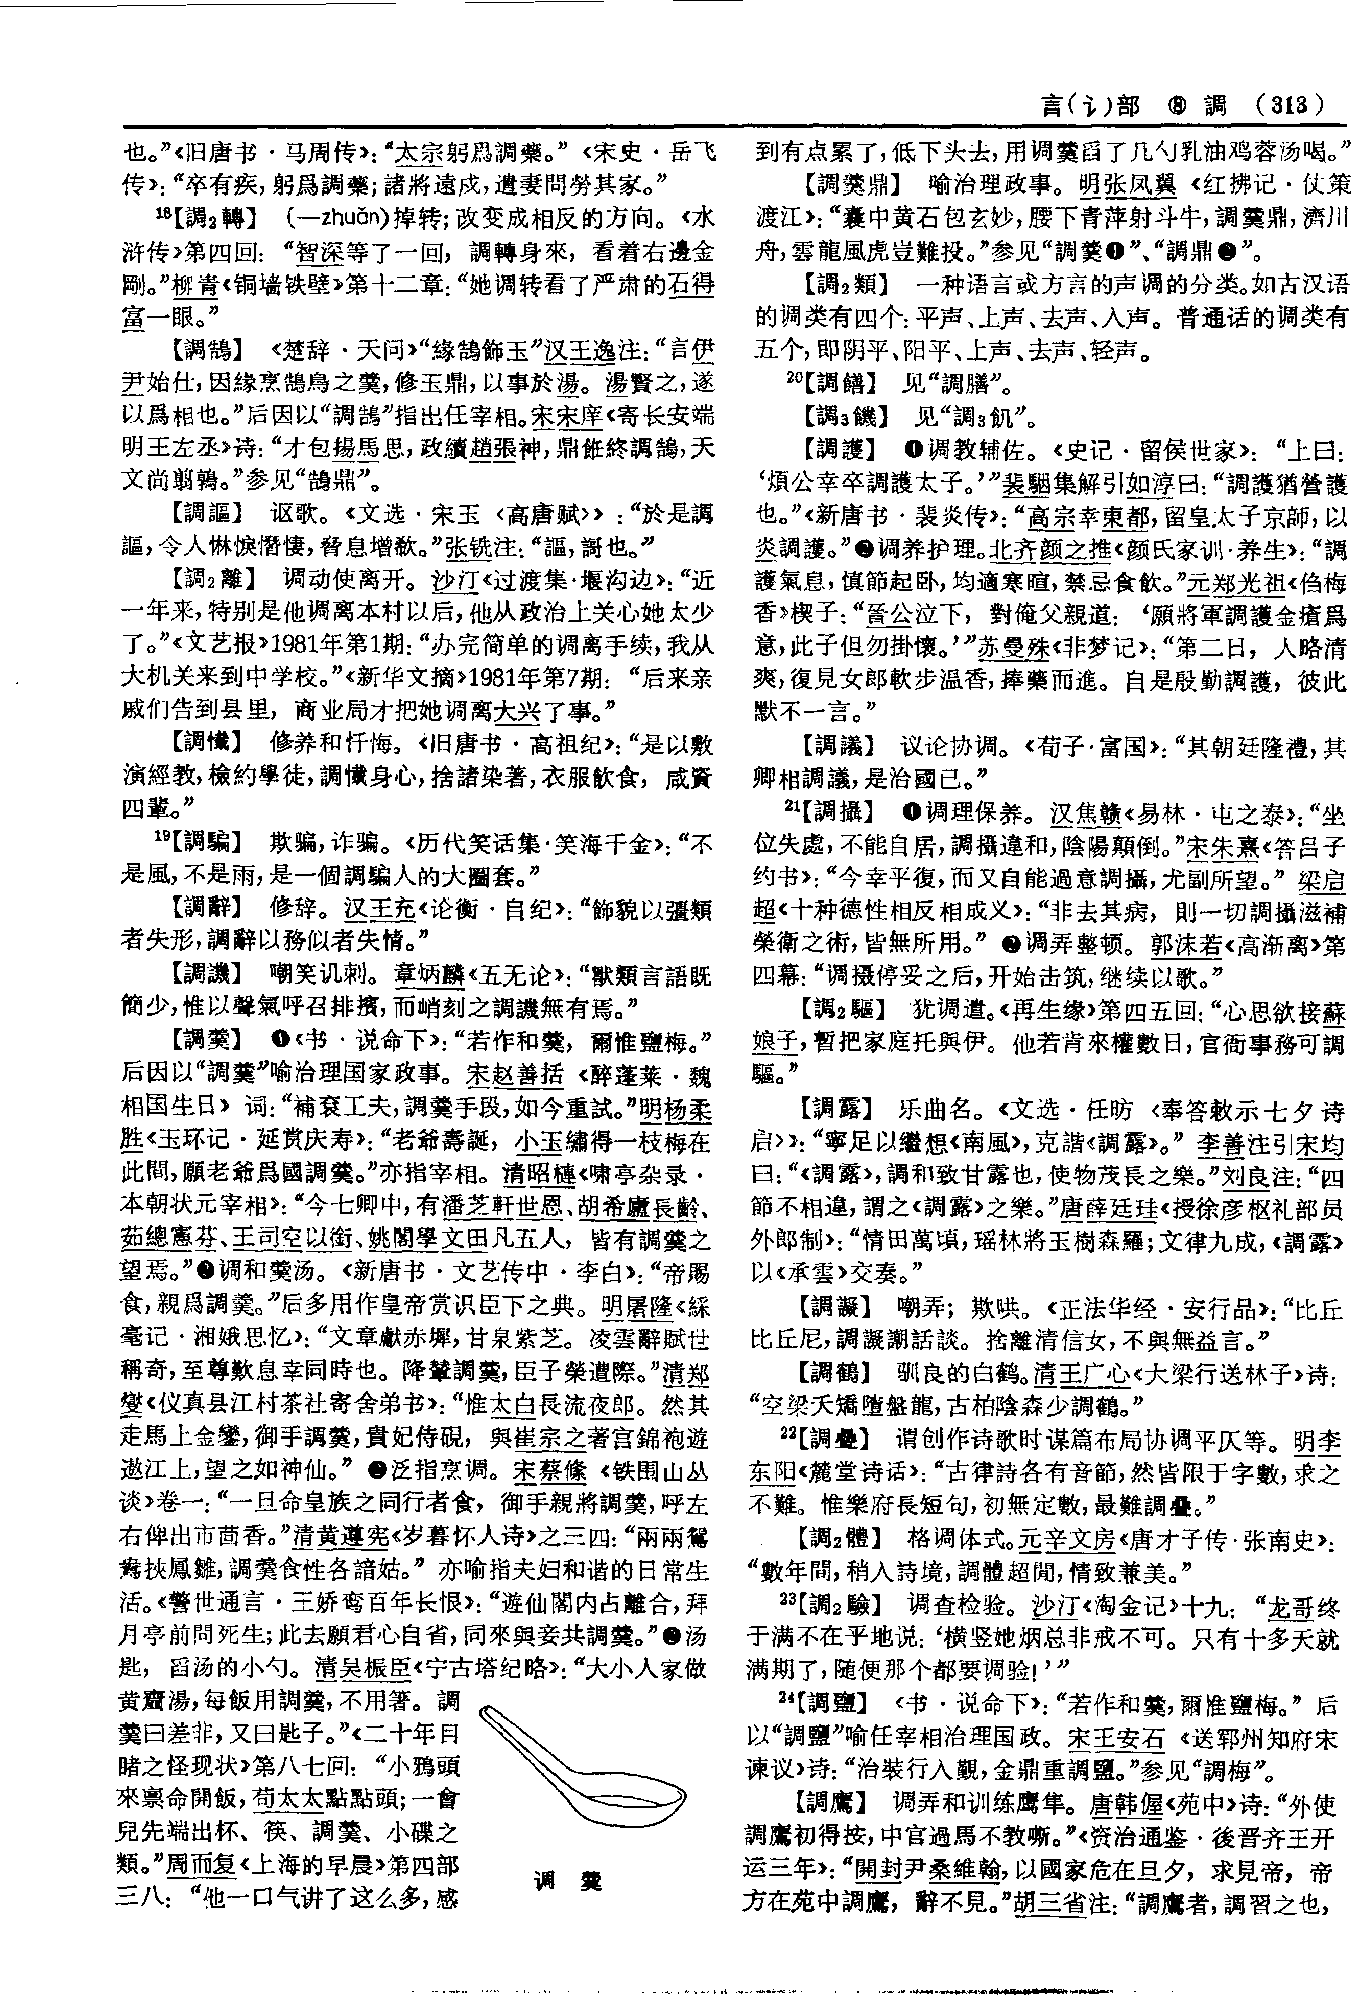 言(讠)部 ⑧ 調 (313)
也。”《旧唐书·马周传》：“太宗躬爲調藥。”《宋史·岳飞
传》：“卒有疾，躬爲調藥；諸將遠戍，遣妻問勞其家。”
¹⁸【調₂轉】 (—zhuǎn)掉转；改变成相反的方向。《水
浒传》第四回：“智深等了一回，調轉身來，看着右邊金
剛。”柳青《铜墙铁壁》第十二章：“她调转看了严肃的石得
富一眼。”
【調鵠】 《楚辞·天问》“緣鵠飾玉”汉王逸注：“言伊
尹始仕，因緣烹鵠鳥之羹，修玉鼎，以事於湯。湯賢之，遂
以爲相也。”后因以“調鵠”指出任宰相。宋宋庠《寄长安端
明王左丞》诗：“才包揚馬思，政續趙張神，鼎餗終調鵠，天
文尚翦鶉。”参见“鵠鼎”。
【調謳】 讴歌。《文选·宋玉〈高唐赋〉》：“於是調
謳，令人惏悷憯悽，脅息增欷。”张铣注：“謳，謌也。”
【調₂離】 调动使离开。沙汀《过渡集·堰沟边》：“近
一年来，特别是他调离本村以后，他从政治上关心她太少
了。”《文艺报》1981年第1期：“办完简单的调离手续，我从
大机关来到中学校。”《新华文摘》1981年第7期：“后来亲
戚们告到县里，商业局才把她调离大兴了事。”
【調懺】 修养和忏悔。《旧唐书·高祖纪》：“是以敷
演經教，檢約學徒，調懺身心，捨諸染著，衣服飲食，咸資
四輩。”
¹⁹【調騙】 欺骗，诈骗。《历代笑话集·笑海千金》：“不
是風，不是雨，是一個調騙人的大圈套。”
【調辭】 修辞。汉王充《论衡·自纪》：“飾貌以彊類
者失形，調辭以務似者失情。”
【調譏】 嘲笑讥刺。章炳麟《五无论》：“獸類言語既
簡少，惟以聲氣呼召排擯，而峭刻之調譏無有焉。”
【調羹】 ❶《书·说命下》：“若作和羹，爾惟鹽梅。”
后因以“調羹”喻治理国家政事。宋赵善括《醉蓬莱·魏
相国生日》词：“補衮工夫，調羹手段，如今重試。”明杨柔
胜《玉环记·延赏庆寿》：“老爺壽誕，小玉繡得一枝梅在
此間，願老爺爲國調羹。”亦指宰相。清昭槤《啸亭杂录·
本朝状元宰相》：“今七卿中，有潘芝軒世恩、胡希廬長齡、
茹總憲棻、王司空以銜、姚閣學文田凡五人，皆有調羹之
望焉。”❷调和羹汤。《新唐书·文艺传中·李白》：“帝賜
食，親爲調羹。”后多用作皇帝赏识臣下之典。明屠隆《綵
毫记·湘娥思忆》：“文章獻赤墀，甘泉紫芝。凌雲辭賦世
稱奇，至尊歎息幸同時也。降輦調羹，臣子榮遭際。”清郑
燮《仪真县江村茶社寄舍弟书》：“惟太白長流夜郎。然其
走馬上金鑾，御手調羹，貴妃侍硯，與崔宗之著宫錦袍遊
遨江上，望之如神仙。”❸泛指烹调。宋蔡絛《铁围山丛
谈》卷一：“一旦命皇族之同行者食，御手親將調羹，呼左
右俾出市茴香。”清黄遵宪《岁暮怀人诗》之三四：“兩兩鴛
鴦挾鳳雛，調羹食性各諳姑。”亦喻指夫妇和谐的日常生
活。《警世通言·王娇鸾百年长恨》：“遊仙閣内占離合，拜
月亭前問死生；此去願君心自省，同來與妾共調羹。”❹汤
匙，舀汤的小勺。清吴桭臣《宁古塔纪略》：“大小人家做
黄虀湯，每飯用調羹，不用箸。調
羹曰差非，又曰匙子。”《二十年目
睹之怪现状》第八七回：“小鴉頭
來禀命開飯，苟太太點點頭；一會
兒先端出杯、筷、調羹、小碟之
類。”周而复《上海的早晨》第四部
三八：“他一口气讲了这么多，感
调 羹
到有点累了，低下头去，用调羹舀了几勺乳油鸡蓉汤喝。”
【調羹鼎】 喻治理政事。明张凤翼《红拂记·仗策
渡江》：“囊中黄石包玄妙，腰下青萍射斗牛，調羹鼎，濟川
舟，雲龍風虎豈難投。”参见“調羹❶”、“調鼎❷”。
【調₂類】 一种语言或方言的声调的分类。如古汉语
的调类有四个：平声、上声、去声、入声。普通话的调类有
五个，即阴平、阳平、上声、去声、轻声。
²⁰【調饍】 见“調膳”。
【調₃饑】 见“調₃飢”。
【調護】 ❶调教辅佐。《史记·留侯世家》：“上曰：
‘煩公幸卒調護太子。’”裴駰集解引如淳曰：“調護猶營護
也。”《新唐书·裴炎传》：“高宗幸東都，留皇太子京師，以
炎調護。”❷调养护理。北齐颜之推《颜氏家训·养生》：“調
護氣息，慎節起卧，均適寒暄，禁忌食飲。”元郑光祖《㑇梅
香》楔子：“晉公泣下，對俺父親道：‘願將軍調護金瘡爲
意，此子但勿掛懷。’”苏曼殊《非梦记》：“第二日，人略清
爽，復見女郎軟步温香，捧藥而進。自是殷勤調護，彼此
默不一言。”
【調議】 议论协调。《荀子·富国》：“其朝廷隆禮，其
卿相調議，是治國已。”
²¹【調攝】 ❶调理保养。汉焦赣《易林·屯之泰》：“坐
位失處，不能自居，調攝違和，陰陽顛倒。”宋朱熹《答吕子
约书》：“今幸平復，而又自能過意調攝，尤副所望。”梁启
超《十种德性相反相成义》：“非去其病，則一切調攝滋補
榮衛之術，皆無所用。”❷调弄整顿。郭沫若《高渐离》第
四幕：“调摄停妥之后，开始击筑，继续以歌。”
【調₂驅】 犹调遣。《再生缘》第四五回：“心思欲接蘇
娘子，暫把家庭托與伊。他若肯來權數日，官衙事務可調
驅。”
【調露】 乐曲名。《文选·任昉〈奉答敕示七夕诗
启〉》：“寧足以繼想《南風》，克諧《調露》。”李善注引宋均
曰：“《調露》，調和致甘露也，使物茂長之樂。”刘良注：“四
節不相違，謂之《調露》之樂。”唐薛廷珪《授徐彦枢礼部员
外郎制》：“情田萬頃，瑶林將玉樹森羅；文律九成，《調露》
以《承雲》交奏。”
【調譺】 嘲弄；欺哄。《正法华经·安行品》：“比丘
比丘尼，調譺謿話談。捨離清信女，不與無益言。”
【調鶴】 驯良的白鹤。清王广心《大梁行送林子》诗：
“空梁夭矯墮盤龍，古柏陰森少調鶴。”
²²【調疊】 谓创作诗歌时谋篇布局协调平仄等。明李
东阳《麓堂诗话》：“古律詩各有音節，然皆限于字數，求之
不難。惟樂府長短句，初無定數，最難調疊。”
【調₂體】 格调体式。元辛文房《唐才子传·张南史》：
“數年間，稍入詩境，調體超閒，情致兼美。”
²³【調₂驗】 调查检验。沙汀《淘金记》十九：“龙哥终
于满不在乎地说：‘横竖她烟总非戒不可。只有十多天就
满期了，随便那个都要调验！’”
²⁴【調鹽】 《书·说命下》：“若作和羹，爾惟鹽梅。”后
以“調鹽”喻任宰相治理国政。宋王安石《送郓州知府宋
谏议》诗：“治裝行入觀，金鼎重調鹽。”参见“調梅”。
【調鷹】 调弄和训练鹰隼。唐韩偓《苑中》诗：“外使
調鷹初得按，中官過馬不教嘶。”《资治通鉴·後晋齐王开
运三年》：“開封尹桑維翰，以國家危在旦夕，求見帝，帝
方在苑中調鷹，辭不見。”胡三省注：“調鷹者，調習之也，